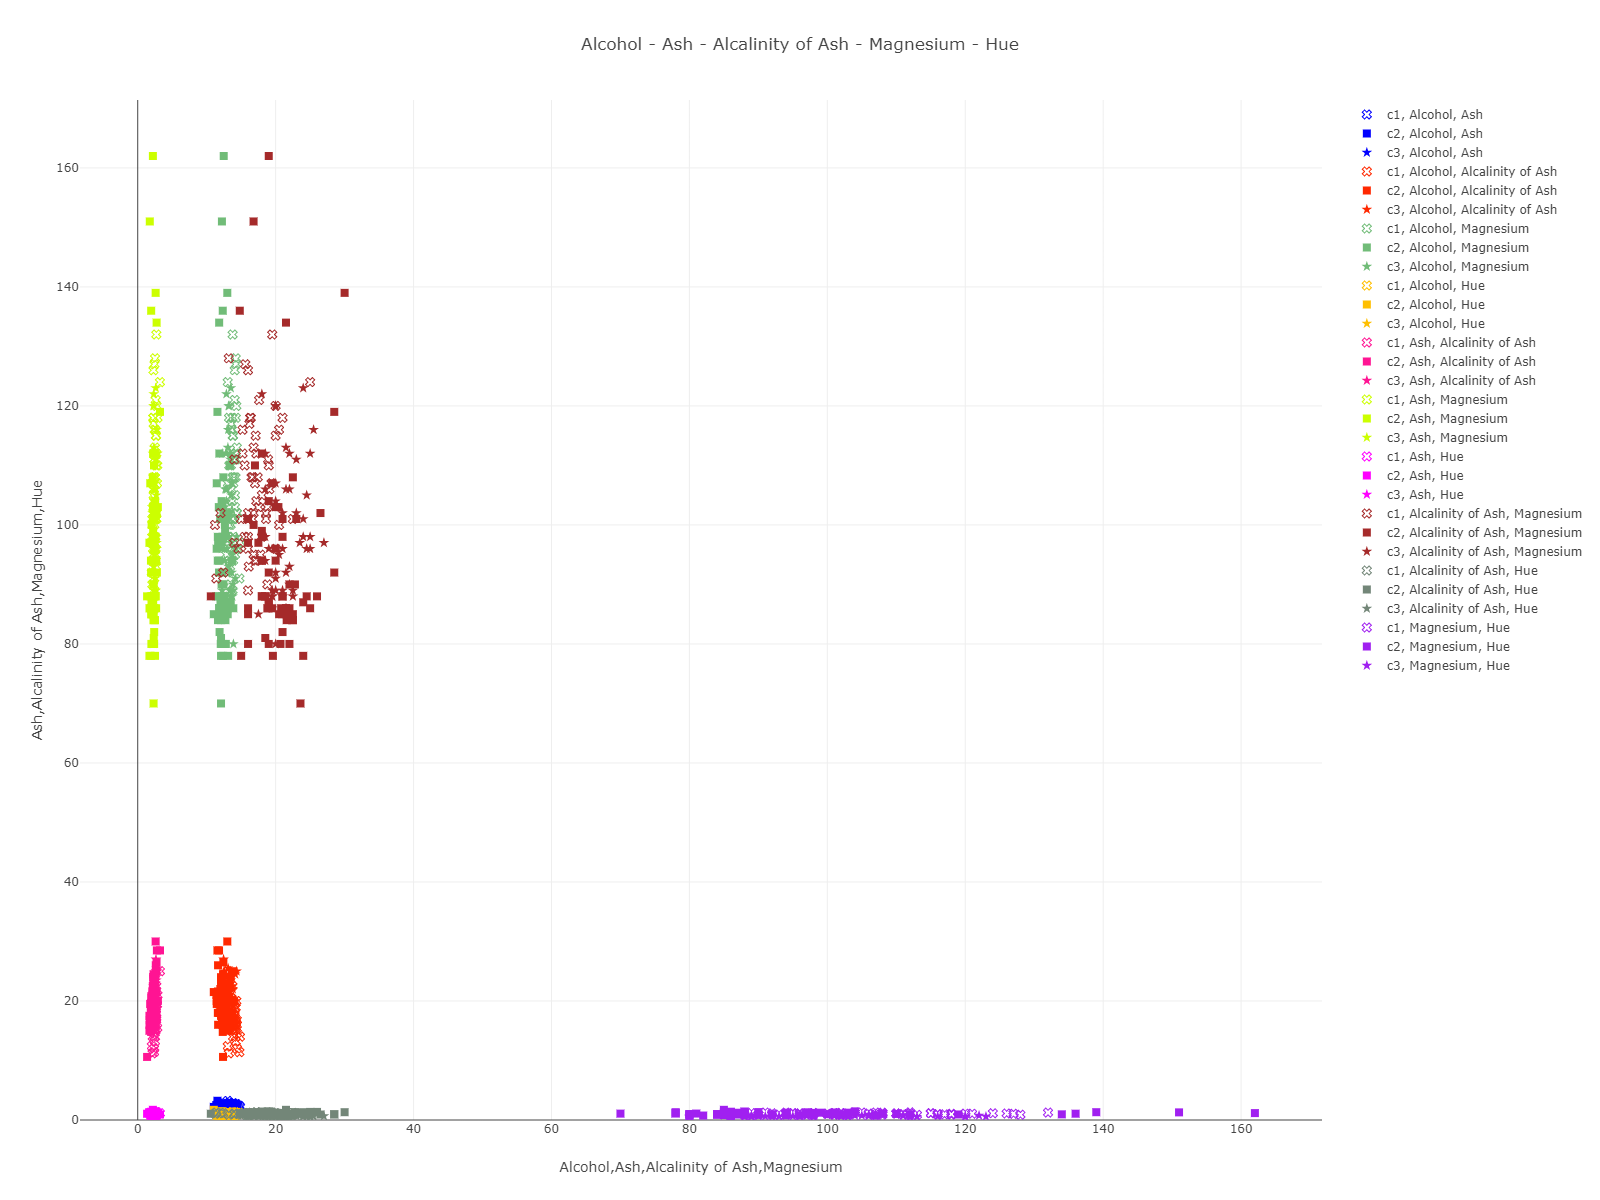 Alcohol - Ash - Alcalinity of Ash - Magnesium - Hue
c1, Alcohol, Ash
c2, Alcohol, Ash
c3, Alcohol, Ash
c1, Alcohol, Alcalinity of Ash
c2, Alcohol, Alcalinity of Ash
c3, Alcohol, Alcalinity of Ash
c1, Alcohol, Magnesium
c2, Alcohol, Magnesium
c3, Alcohol, Magnesium
c1, Alcohol, Hue
c2, Alcohol, Hue
c3, Alcohol, Hue
c1, Ash, Alcalinity of Ash
c2, Ash, Alcalinity of Ash
c3, Ash, Alcalinity of Ash
c1, Ash, Magnesium
c2, Ash, Magnesium
c3, Ash, Magnesium
c1, Ash, Hue
c2, Ash, Hue
c3, Ash, Hue
c1, Alcalinity of Ash, Magnesium
c2, Alcalinity of Ash, Magnesium
c3, Alcalinity of Ash, Magnesium
c1, Alcalinity of Ash, Hue
c2, Alcalinity of Ash, Hue
c3, Alcalinity of Ash, Hue
c1, Magnesium, Hue
c2, Magnesium, Hue
c3, Magnesium, Hue
160
140
120
100
80
60
40
20
0
Ash,Alcalinity of Ash,Magnesium,Hue
0 20 40 60 80 100 120 140 160
Alcohol,Ash,Alcalinity of Ash,Magnesium